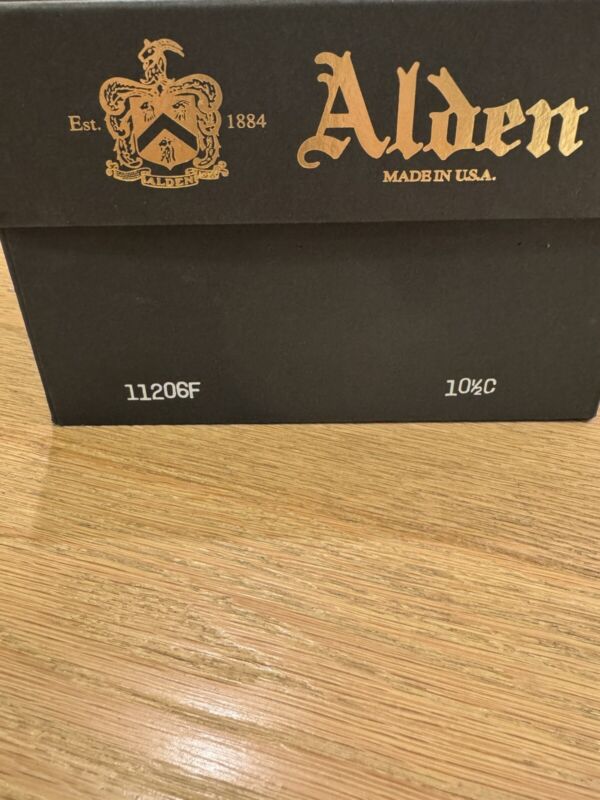 Est. 1884
ALDEN
Alden
MADE IN U.S.A.
11206F
10½C